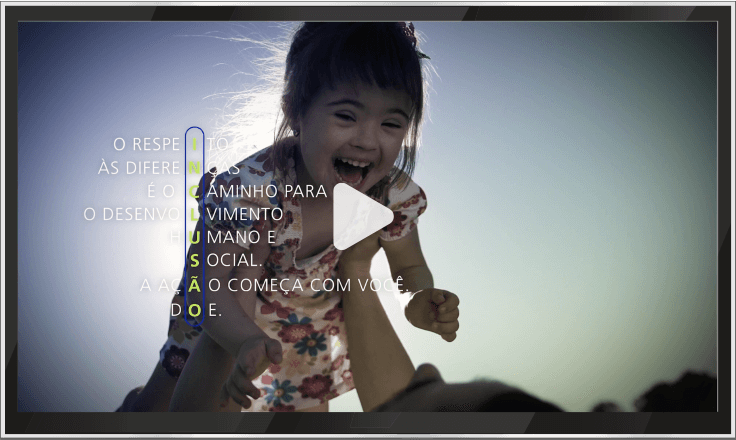 O RESPEITO
ÀS DIFERENÇAS
É O CAMINHO PARA
O DESENVOLVIMENTO
HUMANO E
SOCIAL.
A AÇÃO COMEÇA COM VOCÊ.
DOE.